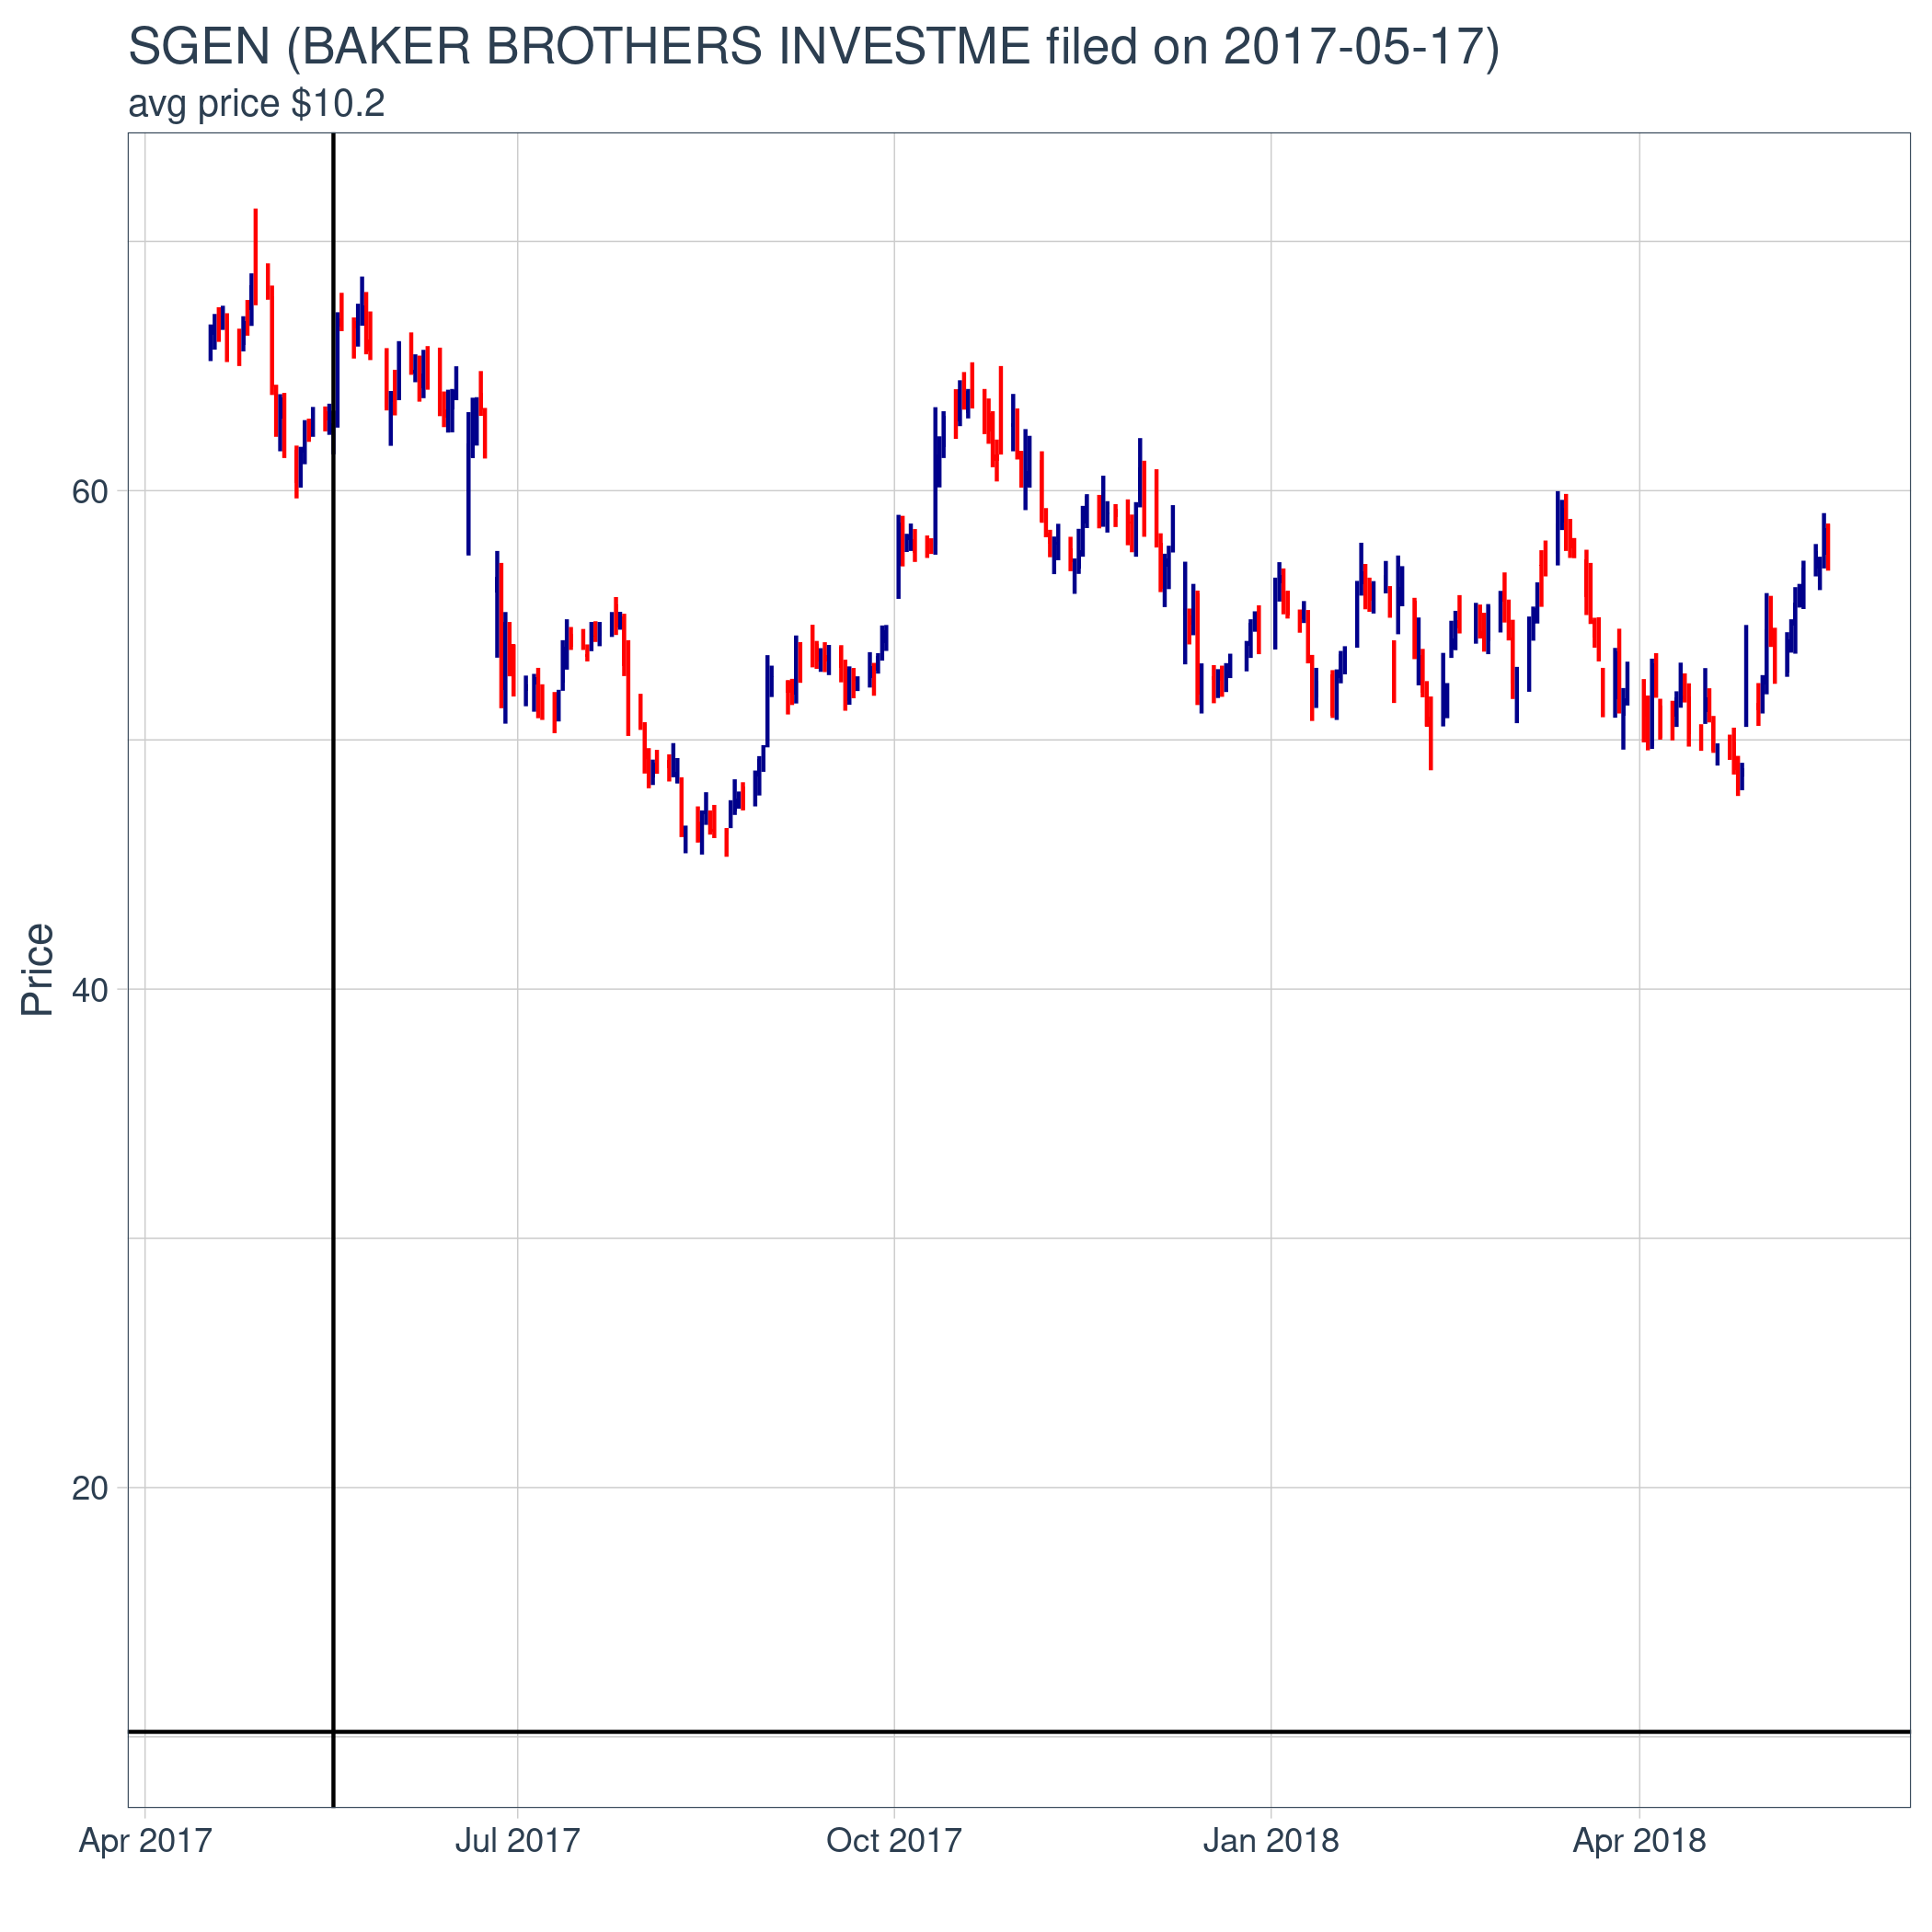 SGEN (BAKER BROTHERS INVESTME filed on 2017-05-17)
avg price $10.2
Price
60
40
20
Apr 2017
Jul 2017
Oct 2017
Jan 2018
Apr 2018